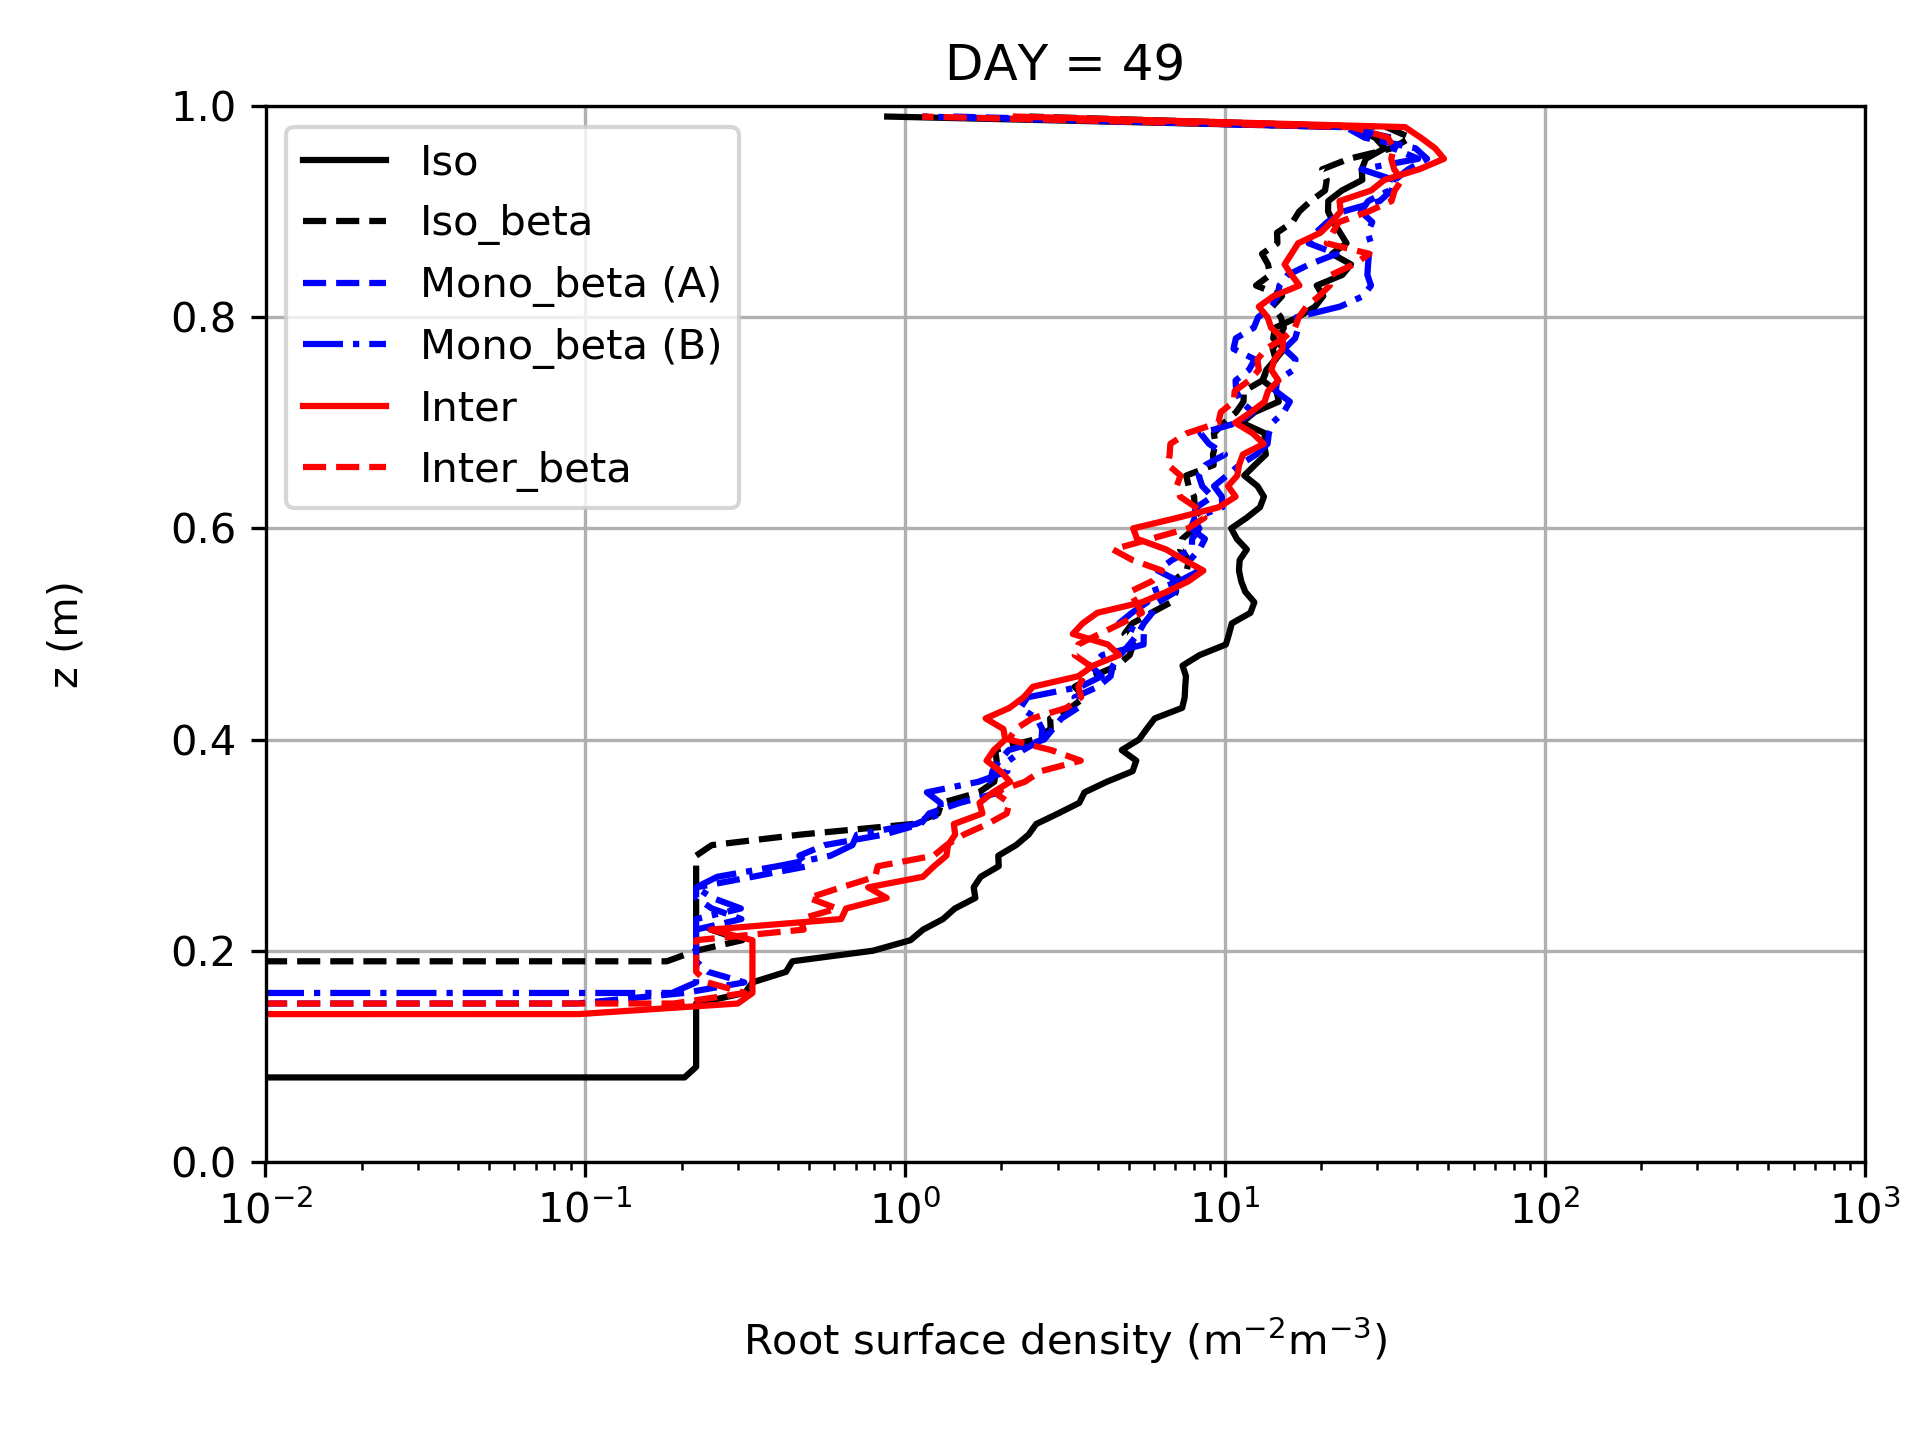 DAY = 49
1.0
0.8
0.6
0.4
0.2
0.0
z (m)
Iso
Iso_beta
Mono_beta (A)
Mono_beta (B)
Inter
Inter_beta
10⁻² 10⁻¹ 10⁰ 10¹ 10² 10³
Root surface density (m⁻²m⁻³)